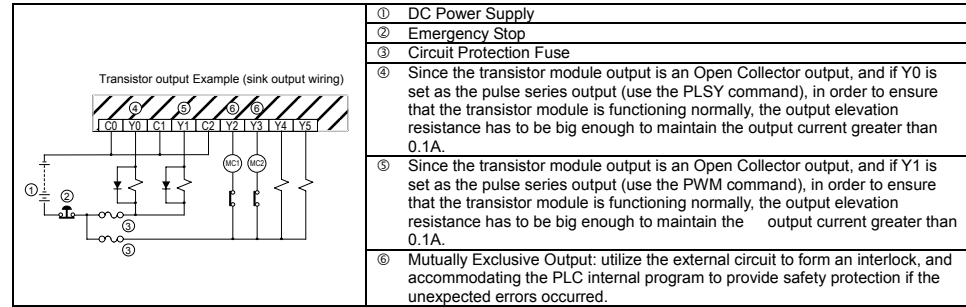 Transistor output Example (sink output wiring)
④ ⑤ ⑥ ⑥
C0 Y0 C1 Y1 C2 Y2 Y3 Y4 Y5
MC1 MC2
①
②
③
③
① DC Power Supply
② Emergency Stop
③ Circuit Protection Fuse
④ Since the transistor module output is an Open Collector output, and if Y0 is
set as the pulse series output (use the PLSY command), in order to ensure
that the transistor module is functioning normally, the output elevation
resistance has to be big enough to maintain the output current greater than
0.1A.
⑤ Since the transistor module output is an Open Collector output, and if Y1 is
set as the pulse series output (use the PWM command), in order to ensure
that the transistor module is functioning normally, the output elevation
resistance has to be big enough to maintain the output current greater than
0.1A.
⑥ Mutually Exclusive Output: utilize the external circuit to form an interlock, and
accommodating the PLC internal program to provide safety protection if the
unexpected errors occurred.